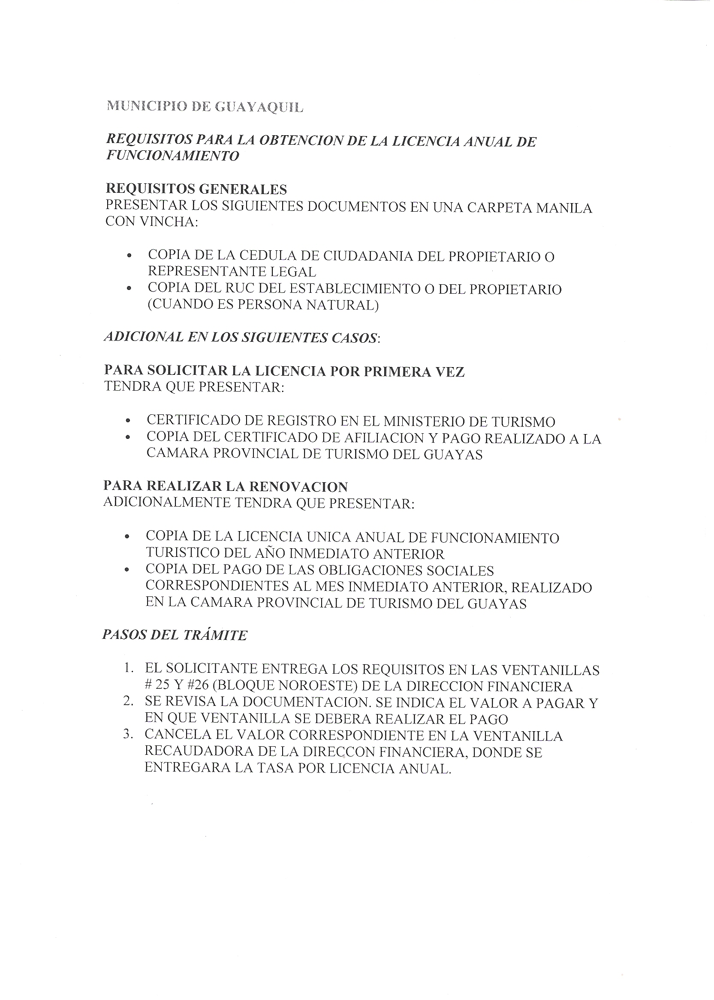 MUNICIPIO DE GUAYAQUIL
REQUISITOS PARA LA OBTENCION DE LA LICENCIA ANUAL DE
FUNCIONAMIENTO
REQUISITOS GENERALES
PRESENTAR LOS SIGUIENTES DOCUMENTOS EN UNA CARPETA MANILA
CON VINCHA:
• COPIA DE LA CEDULA DE CIUDADANIA DEL PROPIETARIO O
REPRESENTANTE LEGAL
• COPIA DEL RUC DEL ESTABLECIMIENTO O DEL PROPIETARIO
(CUANDO ES PERSONA NATURAL)
ADICIONAL EN LOS SIGUIENTES CASOS:
PARA SOLICITAR LA LICENCIA POR PRIMERA VEZ
TENDRA QUE PRESENTAR:
• CERTIFICADO DE REGISTRO EN EL MINISTERIO DE TURISMO
• COPIA DEL CERTIFICADO DE AFILIACION Y PAGO REALIZADO A LA
CAMARA PROVINCIAL DE TURISMO DEL GUAYAS
PARA REALIZAR LA RENOVACION
ADICIONALMENTE TENDRA QUE PRESENTAR:
• COPIA DE LA LICENCIA UNICA ANUAL DE FUNCIONAMIENTO
TURISTICO DEL AÑO INMEDIATO ANTERIOR
• COPIA DEL PAGO DE LAS OBLIGACIONES SOCIALES
CORRESPONDIENTES AL MES INMEDIATO ANTERIOR, REALIZADO
EN LA CAMARA PROVINCIAL DE TURISMO DEL GUAYAS
PASOS DEL TRÁMITE
1. EL SOLICITANTE ENTREGA LOS REQUISITOS EN LAS VENTANILLAS
# 25 Y #26 (BLOQUE NOROESTE) DE LA DIRECCION FINANCIERA
2. SE REVISA LA DOCUMENTACION. SE INDICA EL VALOR A PAGAR Y
EN QUE VENTANILLA SE DEBERA REALIZAR EL PAGO
3. CANCELA EL VALOR CORRESPONDIENTE EN LA VENTANILLA
RECAUDADORA DE LA DIRECCON FINANCIERA, DONDE SE
ENTREGARA LA TASA POR LICENCIA ANUAL.